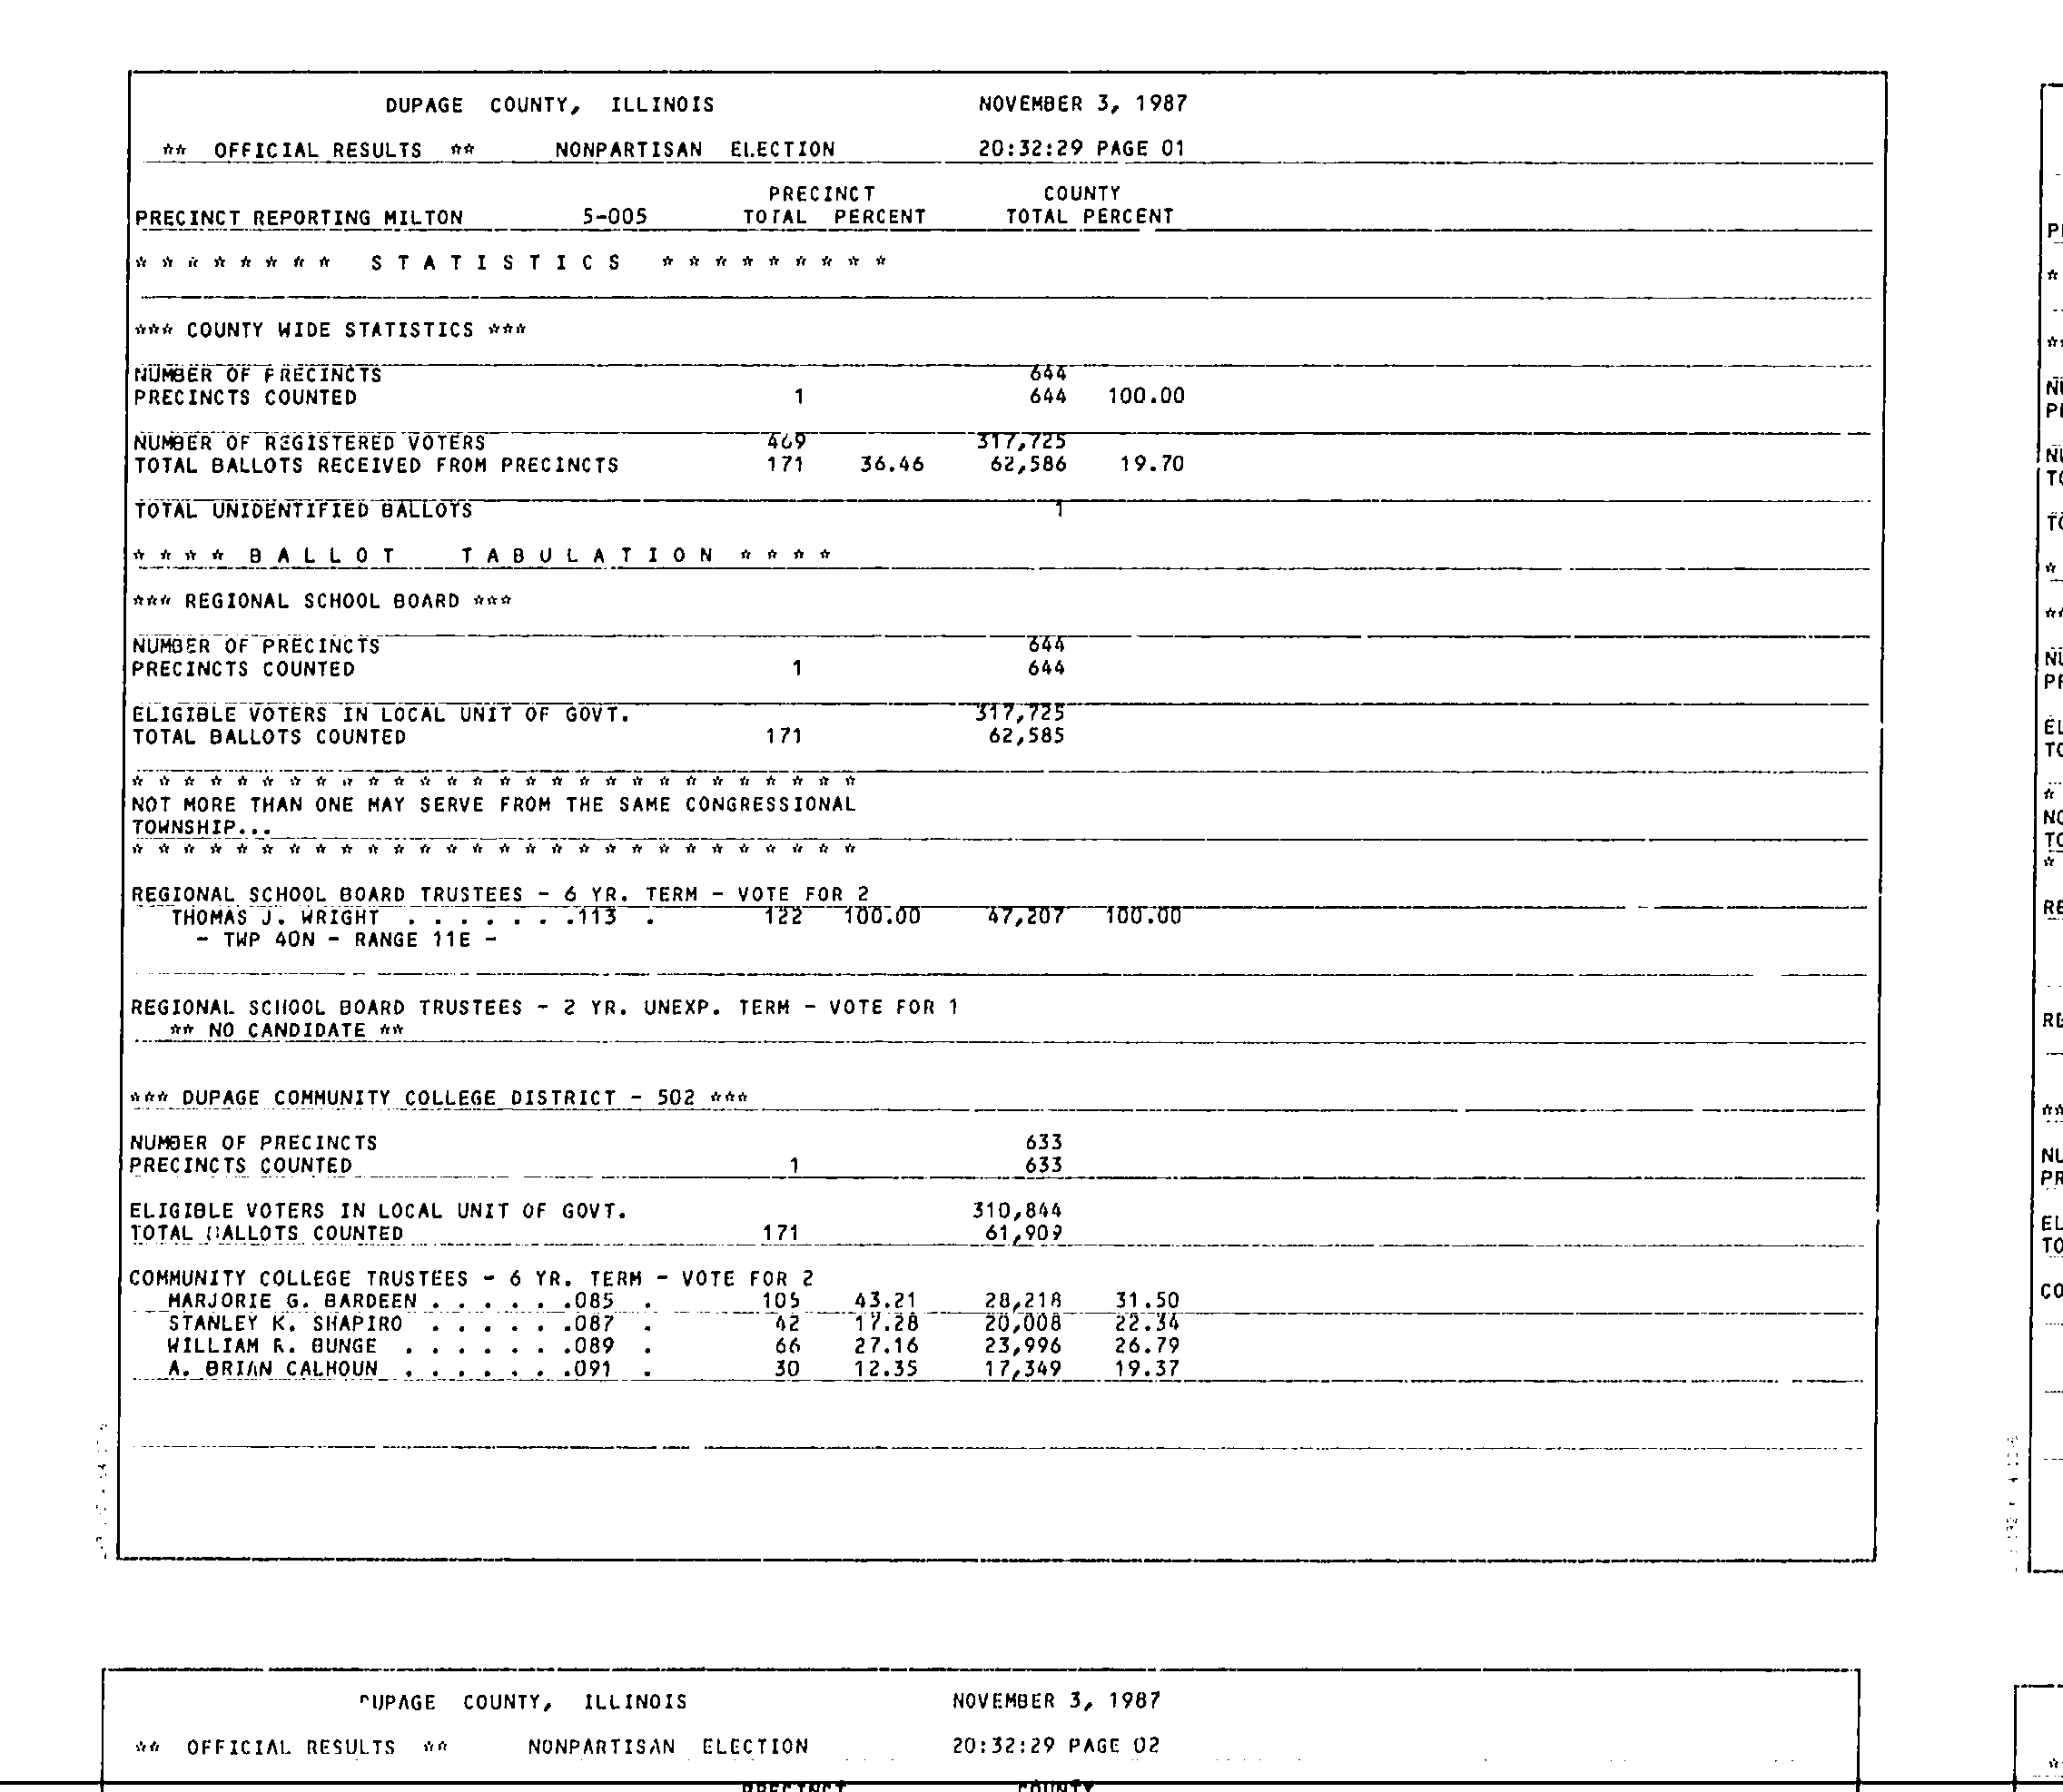 DUPAGE COUNTY, ILLINOIS NOVEMBER 3, 1987
** OFFICIAL RESULTS ** NONPARTISAN ELECTION 20:32:29 PAGE 01
PRECINCT COUNTY
PRECINCT REPORTING MILTON 5-005 TOTAL PERCENT TOTAL PERCENT
* * * * * * * * S T A T I S T I C S * * * * * * * * *
*** COUNTY WIDE STATISTICS ***
NUMBER OF PRECINCTS 644
PRECINCTS COUNTED 1 644 100.00
NUMBER OF REGISTERED VOTERS 469 317,725
TOTAL BALLOTS RECEIVED FROM PRECINCTS 171 36.46 62,586 19.70
TOTAL UNIDENTIFIED BALLOTS 1
* * * * B A L L O T T A B U L A T I O N * * * *
*** REGIONAL SCHOOL BOARD ***
NUMBER OF PRECINCTS 644
PRECINCTS COUNTED 1 644
ELIGIBLE VOTERS IN LOCAL UNIT OF GOVT. 317,725
TOTAL BALLOTS COUNTED 171 62,585
* * * * * * * * * * * * * * * * * * * * * * * * * * * *
NOT MORE THAN ONE MAY SERVE FROM THE SAME CONGRESSIONAL
TOWNSHIP...
* * * * * * * * * * * * * * * * * * * * * * * * * * * *
REGIONAL SCHOOL BOARD TRUSTEES - 6 YR. TERM - VOTE FOR 2
THOMAS J. WRIGHT . . . . . . .113 . 122 100.00 47,207 100.00
- TWP 40N - RANGE 11E -
REGIONAL SCHOOL BOARD TRUSTEES - 2 YR. UNEXP. TERM - VOTE FOR 1
** NO CANDIDATE **
*** DUPAGE COMMUNITY COLLEGE DISTRICT - 502 ***
NUMBER OF PRECINCTS 633
PRECINCTS COUNTED 1 633
ELIGIBLE VOTERS IN LOCAL UNIT OF GOVT. 310,844
TOTAL BALLOTS COUNTED 171 61,909
COMMUNITY COLLEGE TRUSTEES - 6 YR. TERM - VOTE FOR 2
MARJORIE G. BARDEEN . . . . . .085 . 105 43.21 28,218 31.50
STANLEY K. SHAPIRO . . . . . .087 . 42 17.28 20,008 22.34
WILLIAM R. BUNGE . . . . . . .089 . 66 27.16 23,996 26.79
A. BRIAN CALHOUN . . . . . . .091 . 30 12.35 17,349 19.37
DUPAGE COUNTY, ILLINOIS NOVEMBER 3, 1987
** OFFICIAL RESULTS ** NONPARTISAN ELECTION 20:32:29 PAGE 02
PRECINCT COUNTY